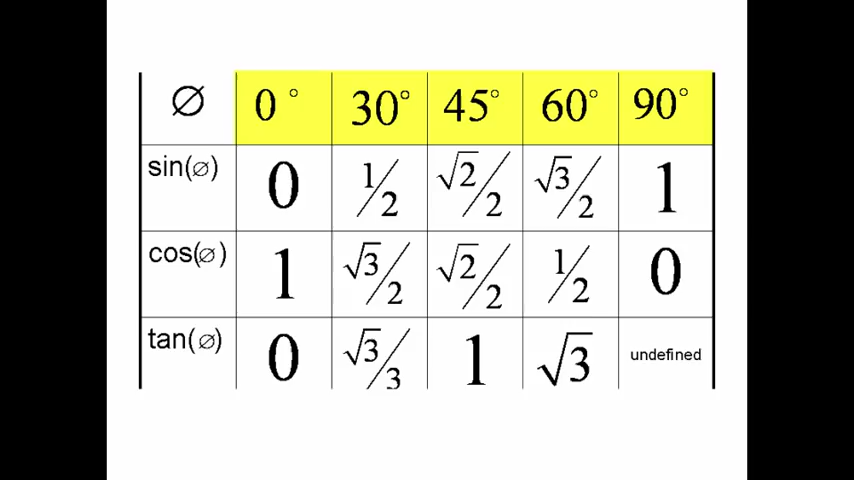 ∅ 0° 30° 45° 60° 90°
sin(∅) 0 1/2 √2/2 √3/2 1
cos(∅) 1 √3/2 √2/2 1/2 0
tan(∅) 0 √3/3 1 √3 undefined